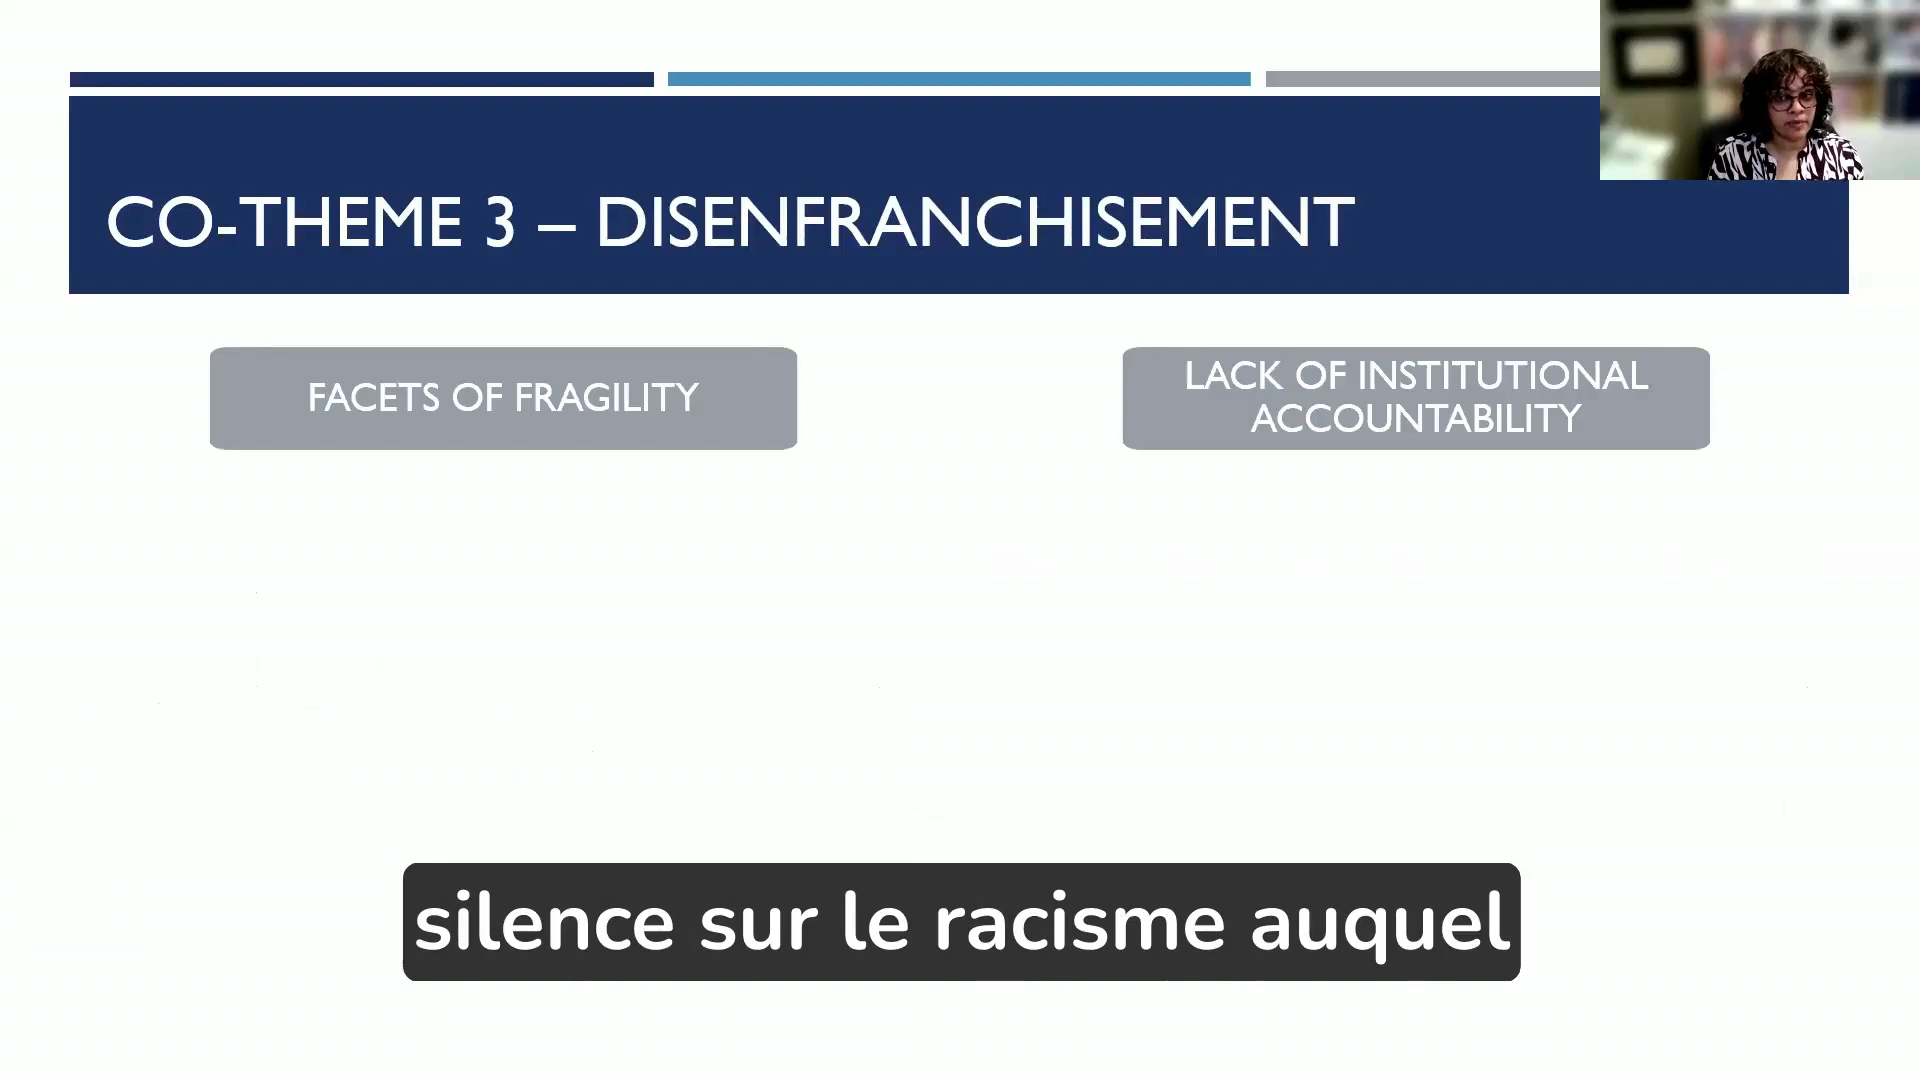 CO-THEME 3 – DISENFRANCHISEMENT
FACETS OF FRAGILITY
LACK OF INSTITUTIONAL
ACCOUNTABILITY
silence sur le racisme auquel